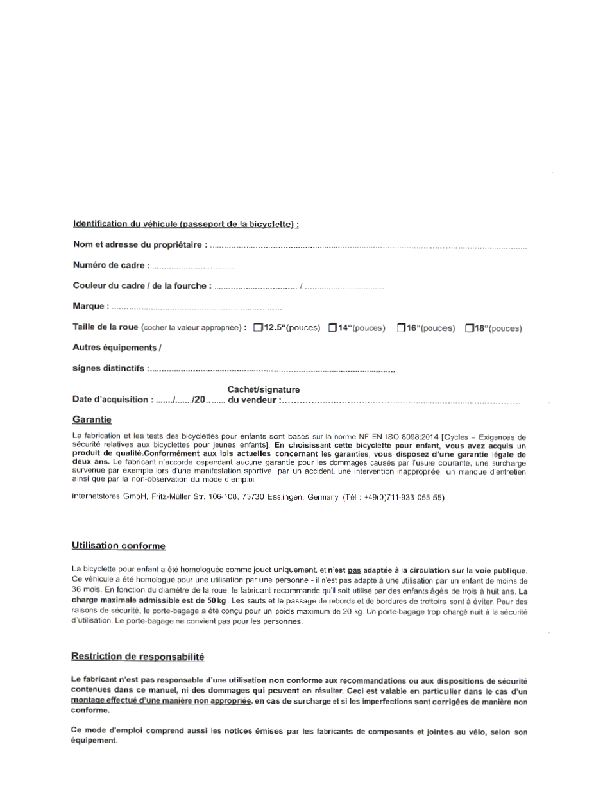 Identification du véhicule (passeport de la bicyclette) :
Nom et adresse du propriétaire : ............................................................
Numéro de cadre : ............................
Couleur du cadre / de la fourche : ............................ / ............................
Marque : ............................................................
Taille de la roue (cocher la valeur appropriée) : ☐12.5"(pouces) ☐14"(pouces) ☐16"(pouces) ☐18"(pouces)
Autres équipements /
signes distinctifs :............................................................
Cachet/signature
Date d'acquisition : ....../....../20....... du vendeur :............................................................
Garantie
La fabrication et les tests des bicyclettes pour enfants sont basés sur la norme NF EN ISO 8098:2014 [Cycles – Exigences de
sécurité relatives aux bicyclettes pour jeunes enfants]. En choisissant cette bicyclette pour enfant, vous avez acquis un
produit de qualité.Conformément aux lois actuelles concernant les garanties, vous disposez d'une garantie légale de
deux ans. Le fabricant n'accorde cependant aucune garantie pour les dommages causés par l'usure courante, une surcharge
survenue par exemple lors d'une manifestation sportive, par un accident, une intervention inappropriée, un manque d'entretien
ainsi que par la non-observation du mode d'emploi.
Internetstores GmbH, Fritz-Müller Str. 106-108, 73730 Esslingen, Germany (Tél : +49(0)711-933 055 55)
Utilisation conforme
La bicyclette pour enfant a été homologuée comme jouet uniquement, et n'est pas adaptée à la circulation sur la voie publique.
Ce véhicule a été homologué pour une utilisation par une personne - il n'est pas adapté à une utilisation par un enfant de moins de
36 mois. En fonction du diamètre de la roue, le fabricant recommande qu'il soit utilisé par des enfants âgés de trois à huit ans. La
charge maximale admissible est de 50 kg. Les sauts et le passage de rebords et de bordures de trottoirs sont à éviter. Pour des
raisons de sécurité, le porte-bagage a été conçu pour un poids maximum de 20 kg. Un porte-bagage trop chargé nuit à la sécurité
d'utilisation. Le porte-bagage ne convient pas pour les personnes.
Restriction de responsabilité
Le fabricant n'est pas responsable d'une utilisation non conforme aux recommandations ou aux dispositions de sécurité
contenues dans ce manuel, ni des dommages qui peuvent en résulter. Ceci est valable en particulier dans le cas d'un
montage effectué d'une manière non appropriée, en cas de surcharge et si les imperfections sont corrigées de manière non
conforme.
Ce mode d'emploi comprend aussi les notices émises par les fabricants de composants et jointes au vélo, selon son
équipement.